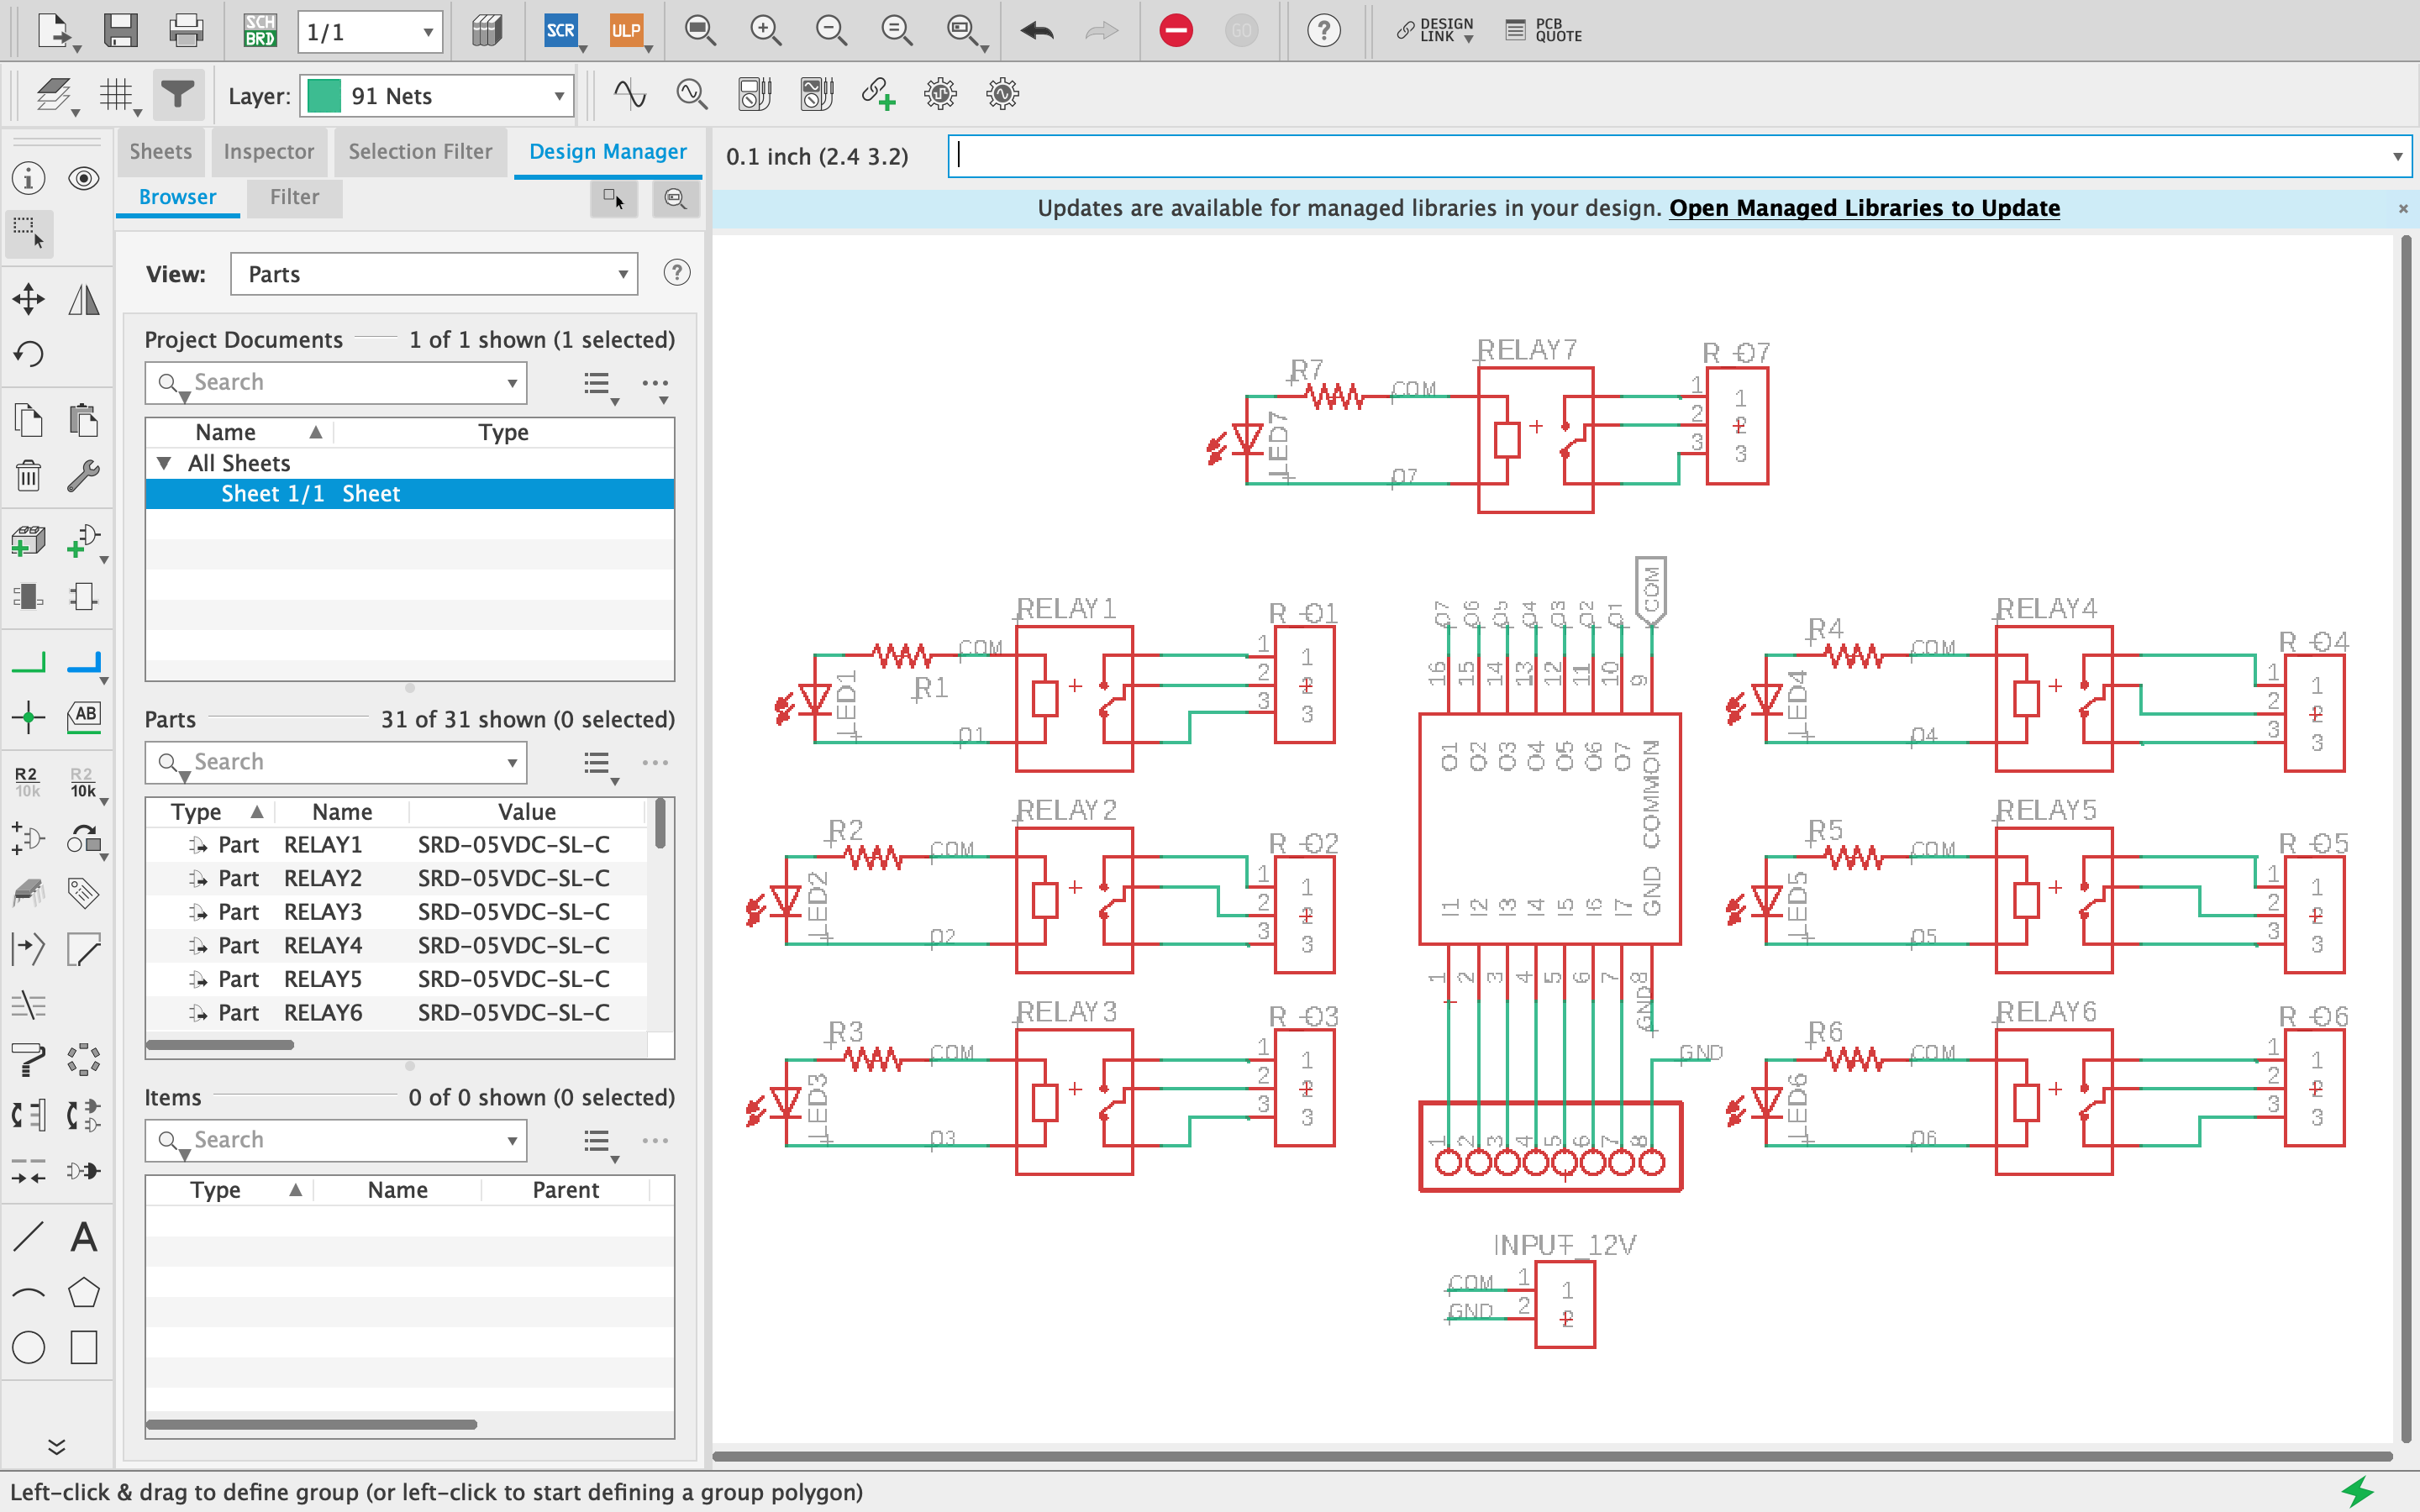 SCH
BRD
1/1
SCR
ULP
GO
?
DESIGN
LINK
PCB
QUOTE
Layer:
91 Nets
Sheets
Inspector
Selection Filter
Design Manager
0.1 inch (2.4 3.2)
Browser
Filter
Updates are available for managed libraries in your design. Open Managed Libraries to Update
View:
Parts
?
Project Documents
1 of 1 shown (1 selected)
Search
Name
Type
All Sheets
Sheet 1/1 Sheet
Parts
31 of 31 shown (0 selected)
Search
Type
Name
Value
Part RELAY1 SRD-05VDC-SL-C
Part RELAY2 SRD-05VDC-SL-C
Part RELAY3 SRD-05VDC-SL-C
Part RELAY4 SRD-05VDC-SL-C
Part RELAY5 SRD-05VDC-SL-C
Part RELAY6 SRD-05VDC-SL-C
Items
0 of 0 shown (0 selected)
Search
Type
Name
Parent
AB
R2
10k
R2
10k
A
R7
LED7
COM
O7
RELAY7
R_O7
1
2
3
1
2
3
R1
LED1
COM
O1
RELAY1
R_O1
1
2
3
1
2
3
R2
LED2
COM
O2
RELAY2
R_O2
1
2
3
1
2
3
R3
LED3
COM
O3
RELAY3
R_O3
1
2
3
1
2
3
O7 O6 O5 O4 O3 O2 O1 COM
16 15 14 13 12 11 10 9
O1 O2 O3 O4 O5 O6 O7 COMMON
I1 I2 I3 I4 I5 I6 I7 GND
1 2 3 4 5 6 7 8
GND
GND
1 2 3 4 5 6 7 8
INPUT_12V
COM 1 1
GND 2 2
R4
LED4
COM
O4
RELAY4
R_O4
1
2
3
1
2
3
R5
LED5
COM
O5
RELAY5
R_O5
1
2
3
1
2
3
R6
LED6
COM
O6
RELAY6
R_O6
1
2
3
1
2
3
Left-click & drag to define group (or left-click to start defining a group polygon)